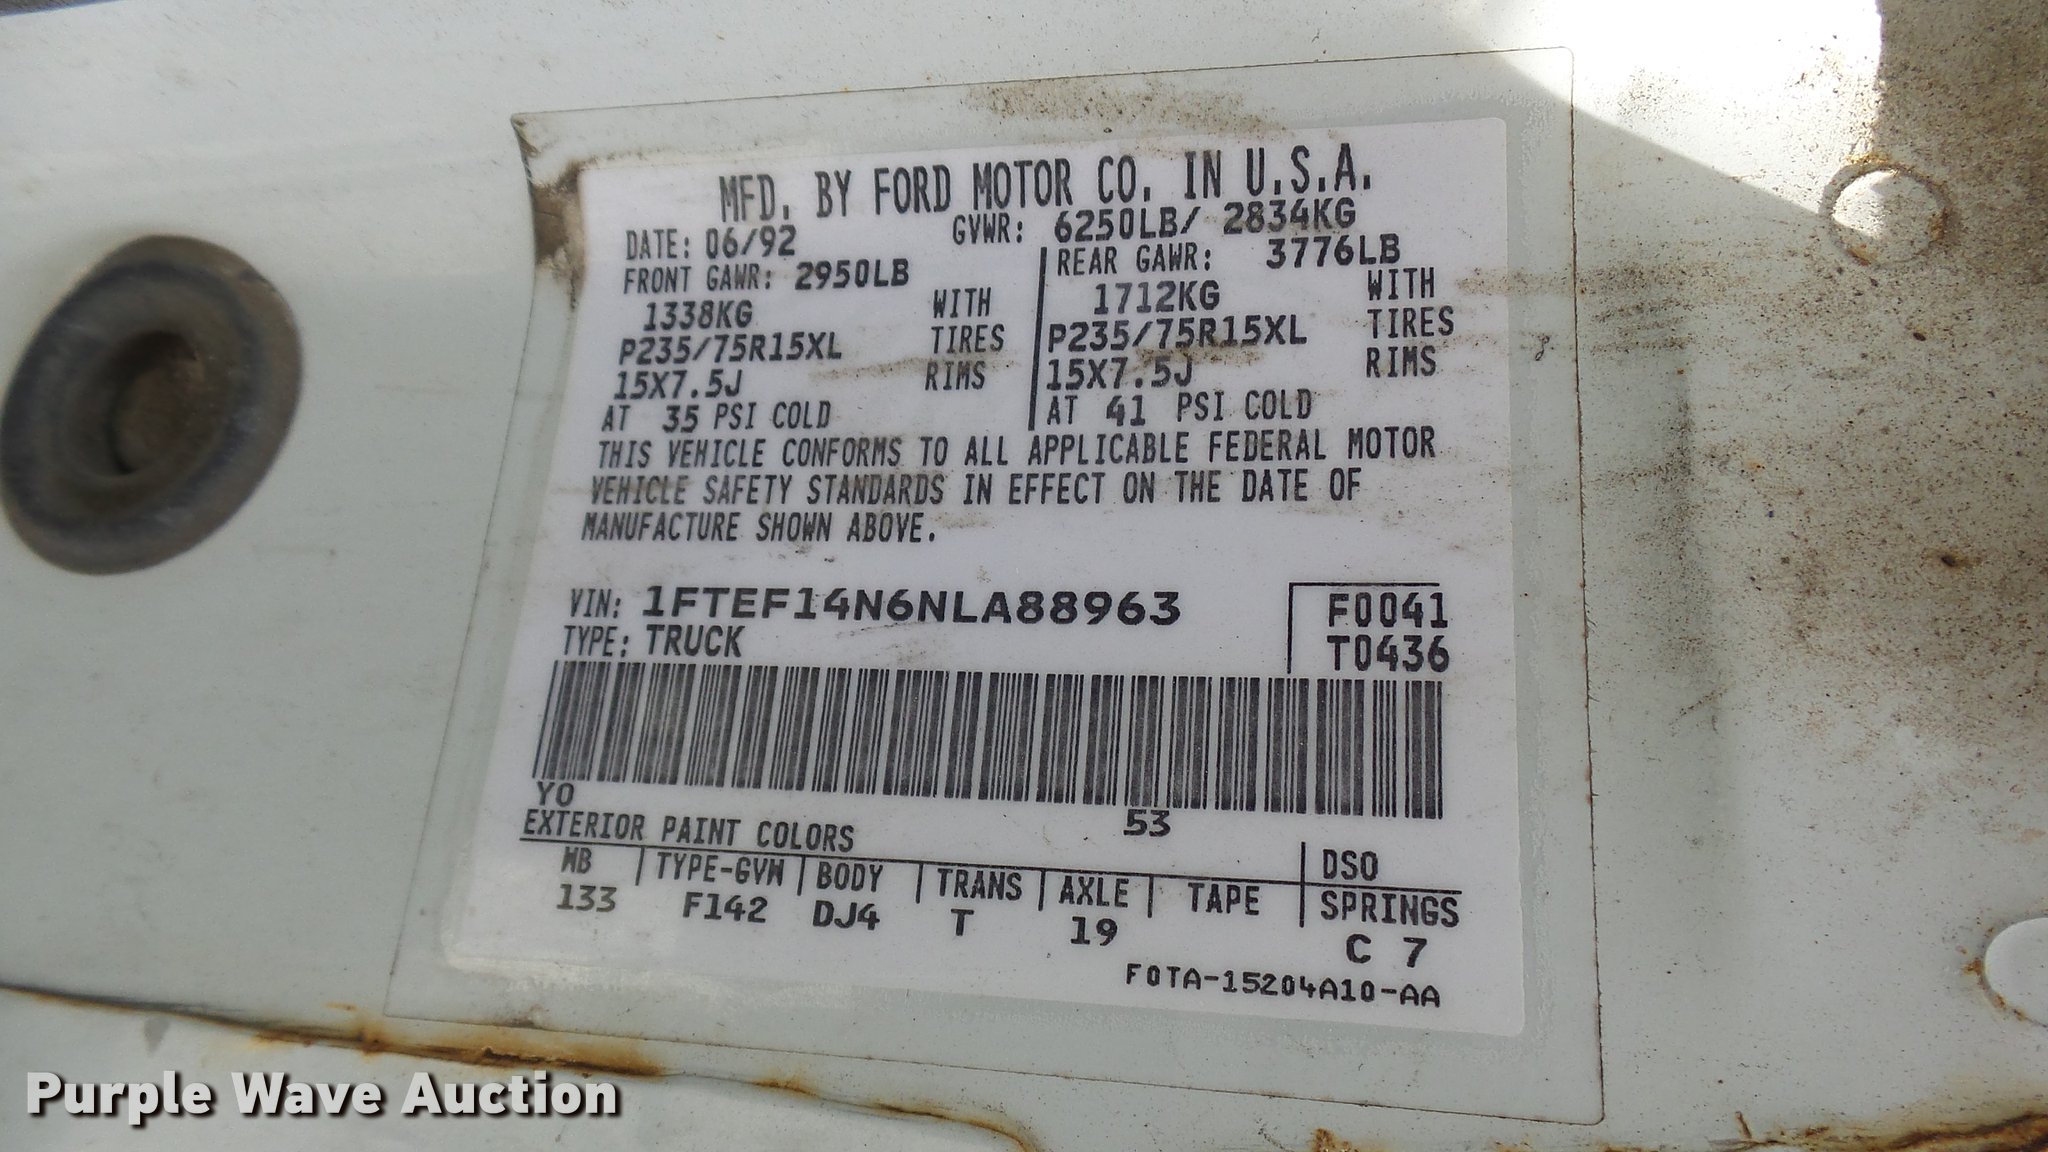 MFD. BY FORD MOTOR CO. IN U.S.A.
DATE: 06/92 GVWR: 6250LB/ 2834KG
FRONT GAWR: 2950LB REAR GAWR: 3776LB
1338KG WITH 1712KG WITH
P235/75R15XL TIRES P235/75R15XL TIRES
15X7.5J RIMS 15X7.5J RIMS
AT 35 PSI COLD AT 41 PSI COLD
THIS VEHICLE CONFORMS TO ALL APPLICABLE FEDERAL MOTOR
VEHICLE SAFETY STANDARDS IN EFFECT ON THE DATE OF
MANUFACTURE SHOWN ABOVE.
VIN: 1FTEF14N6NLA88963 F0041
TYPE: TRUCK T0436
YO 53
EXTERIOR PAINT COLORS DSO
WB TYPE-GVW BODY TRANS AXLE TAPE SPRINGS
133 F142 DJ4 T 19 C 7
F0TA-15204A10-AA
Purple Wave Auction